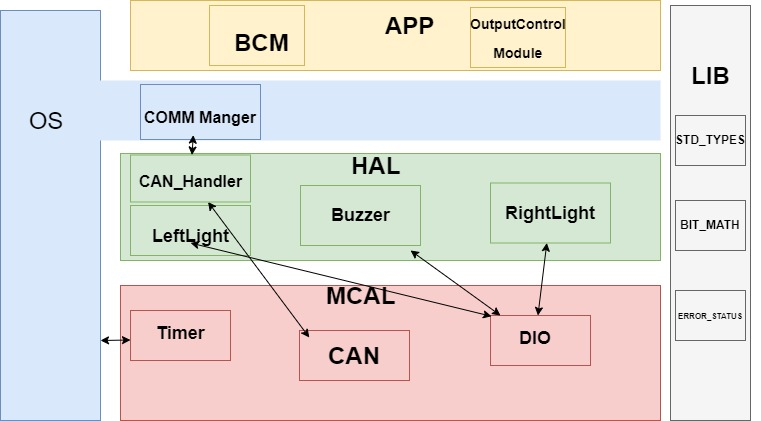 APP
BCM
OutputControl
Module
OS
COMM Manger
LIB
STD_TYPES
BIT_MATH
ERROR_STATUS
HAL
CAN_Handler
LeftLight
Buzzer
RightLight
MCAL
Timer
CAN
DIO